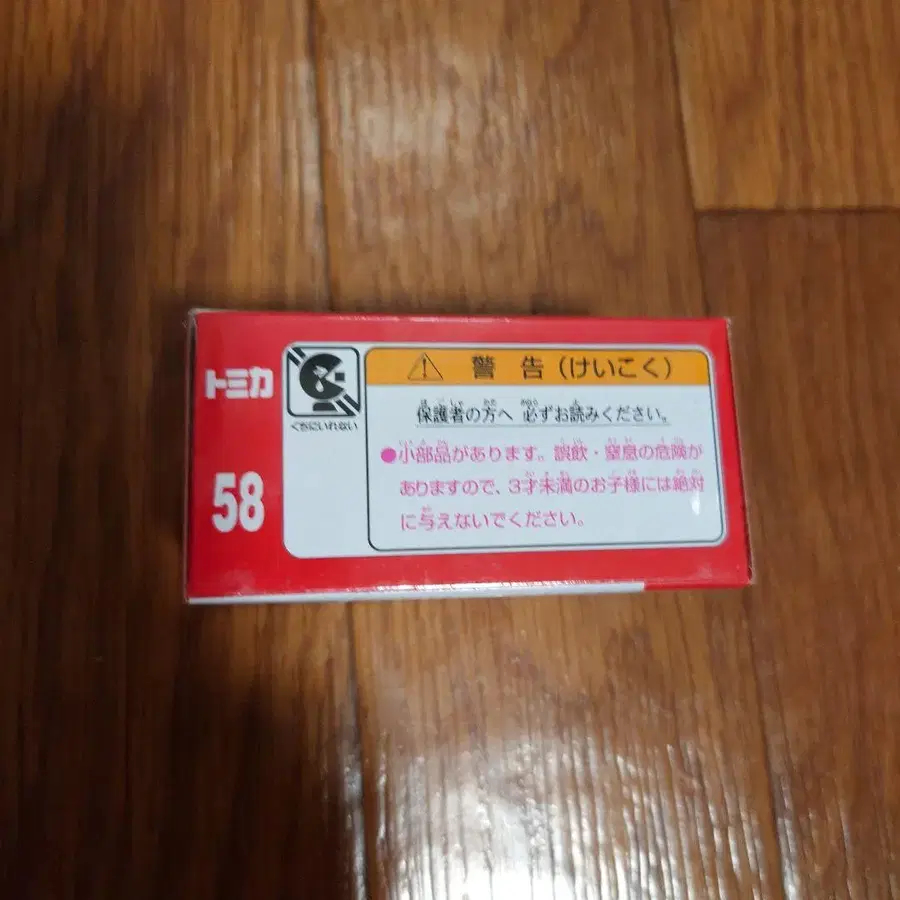 トミカ
58
くちにいれない
警告(けいこく)
保護者の方へ 必ずお読みください。
●小部品があります。誤飲・窒息の危険が
ありますので、3才未満のお子様には絶対
に与えないでください。